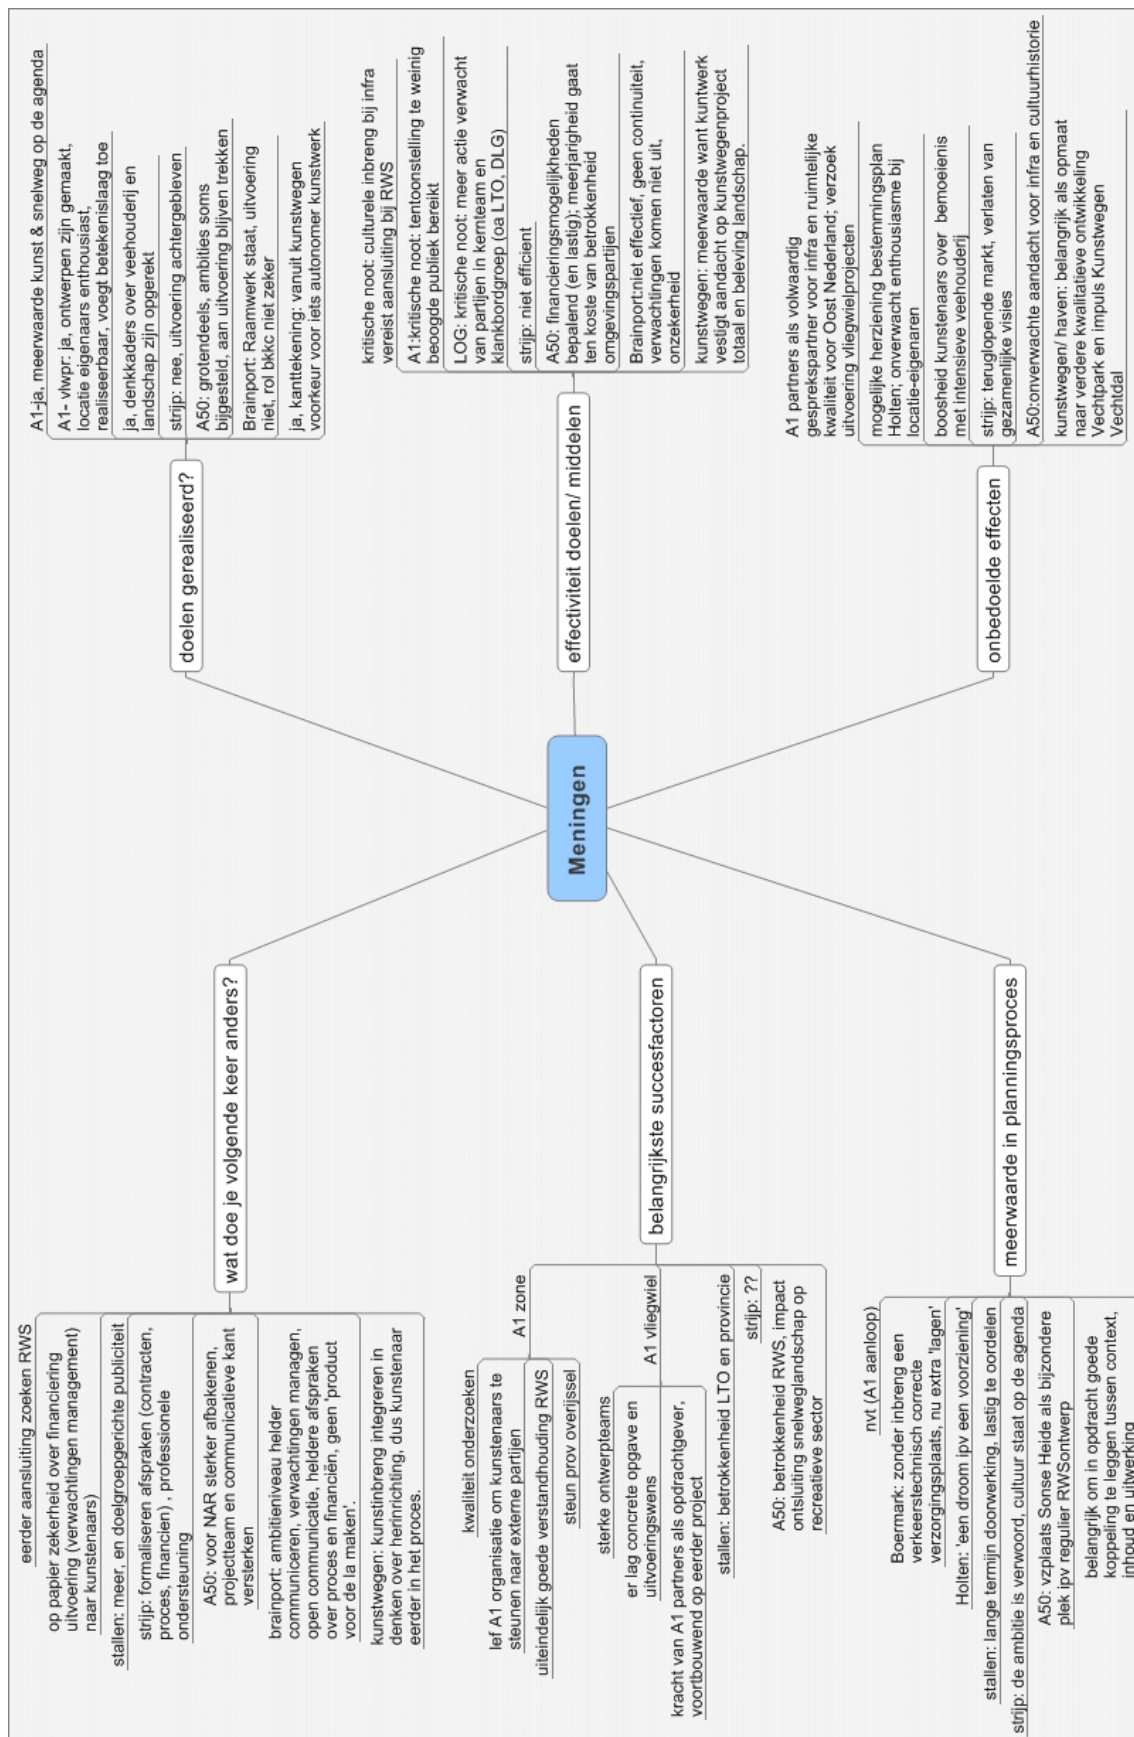 Meningen
doelen gerealiseerd?
A1-ja, meerwaarde kunst & snelweg op de agenda
A1- vlwpr: ja, ontwerpen zijn gemaakt,
locatie eigenaars enthousiast,
realiseerbaar, voegt betekenislaag toe
ja, denkkaders over veehouderij en
landschap zijn opgerekt
strijp: nee, uitvoering achtergebleven
A50: grotendeels, ambities soms
bijgesteld, aan uitvoering blijven trekken
Brainport: Raamwerk staat, uitvoering
niet, rol bkkc niet zeker
ja, kanttekening: vanuit kunstwegen
voorkeur voor iets autonomer kunstwerk
effectiviteit doelen/ middelen
kritische noot: culturele inbreng bij infra
vereist aansluiting bij RWS
A1:kritische noot: tentoonstelling te weinig
beoogde publiek bereikt
LOG: kritische noot: meer actie verwacht
van partijen in kernteam en
klankbordgroep (oa LTO, DLG)
strijp: niet efficient
A50: financieringsmogelijkheden
bepalend (en lastig); meerjarigheid gaat
ten koste van betrokkenheid
omgevingspartijen
Brainport:niet effectief, geen continuiteit,
verwachtingen komen niet uit,
onzekerheid
kunstwegen: meerwaarde want kuntwerk
vestigt aandacht op kunstwegenproject
totaal en beleving landschap.
onbedoelde effecten
A1 partners als volwaardig
gesprekspartner voor infra en ruimtelijke
kwaliteit voor Oost Nederland; verzoek
uitvoering vliegwielprojecten
mogelijke herziening bestemmingsplan
Holten; onverwacht enthousiasme bij
locatie-eigenaren
boosheid kunstenaars over bemoeienis
met intensieve veehouderij
strijp: teruglopende markt, verlaten van
gezamenlijke visies
A50:onverwachte aandacht voor infra en cultuurhistorie
kunstwegen/ haven: belangrijk als opmaat
naar verdere kwalitatieve ontwikkeling
Vechtpark en impuls Kunstwegen
Vechtdal
wat doe je volgende keer anders?
eerder aansluiting zoeken RWS
op papier zekerheid over financiering
uitvoering (verwachtingen management)
naar kunstenaars)
stallen: meer, en doelgroepgerichte publiciteit
strijp: formaliseren afspraken (contracten,
proces, financien) , professionele
ondersteuning
A50: voor NAR sterker afbakenen,
projectteam en communicatieve kant
versterken
brainport: ambitieniveau helder
communiceren, verwachtingen managen,
open communicatie, heldere afspraken
over proces en financiën, geen 'product
voor de la maken'.
kunstwegen: kunstinbreng integreren in
denken over herinrichting, dus kunstenaar
eerder in het proces.
belangrijkste succesfactoren
A1 zone
kwaliteit onderzoeken
lef A1 organisatie om kunstenaars te
steunen naar externe partijen
uiteindelijk goede verstandhouding RWS
steun prov overijssel
A1 vliegwiel
sterke ontwerpteams
er lag concrete opgave en
uitvoeringswens
kracht van A1 partners als opdrachtgever,
voortbouwend op eerder project
stallen: betrokkenheid LTO en provincie
strijp: ??
A50: betrokkenheid RWS, impact
ontsluiting snelweglandschap op
recreatieve sector
meerwaarde in planningsproces
nvt (A1 aanloop)
Boermark: zonder inbreng een
verkeerstechnisch correcte
verzorgingsplaats, nu extra 'lagen'
Holten: 'een droom ipv een voorziening'
stallen: lange termijn doorwerking, lastig te oordelen
strijp: de ambitie is verwoord, cultuur staat op de agenda
A50: vzplaats Sonse Heide als bijzondere
plek ipv regulier RWSontwerp
belangrijk om in opdracht goede
koppeling te leggen tussen context,
inhoud en uitwerking